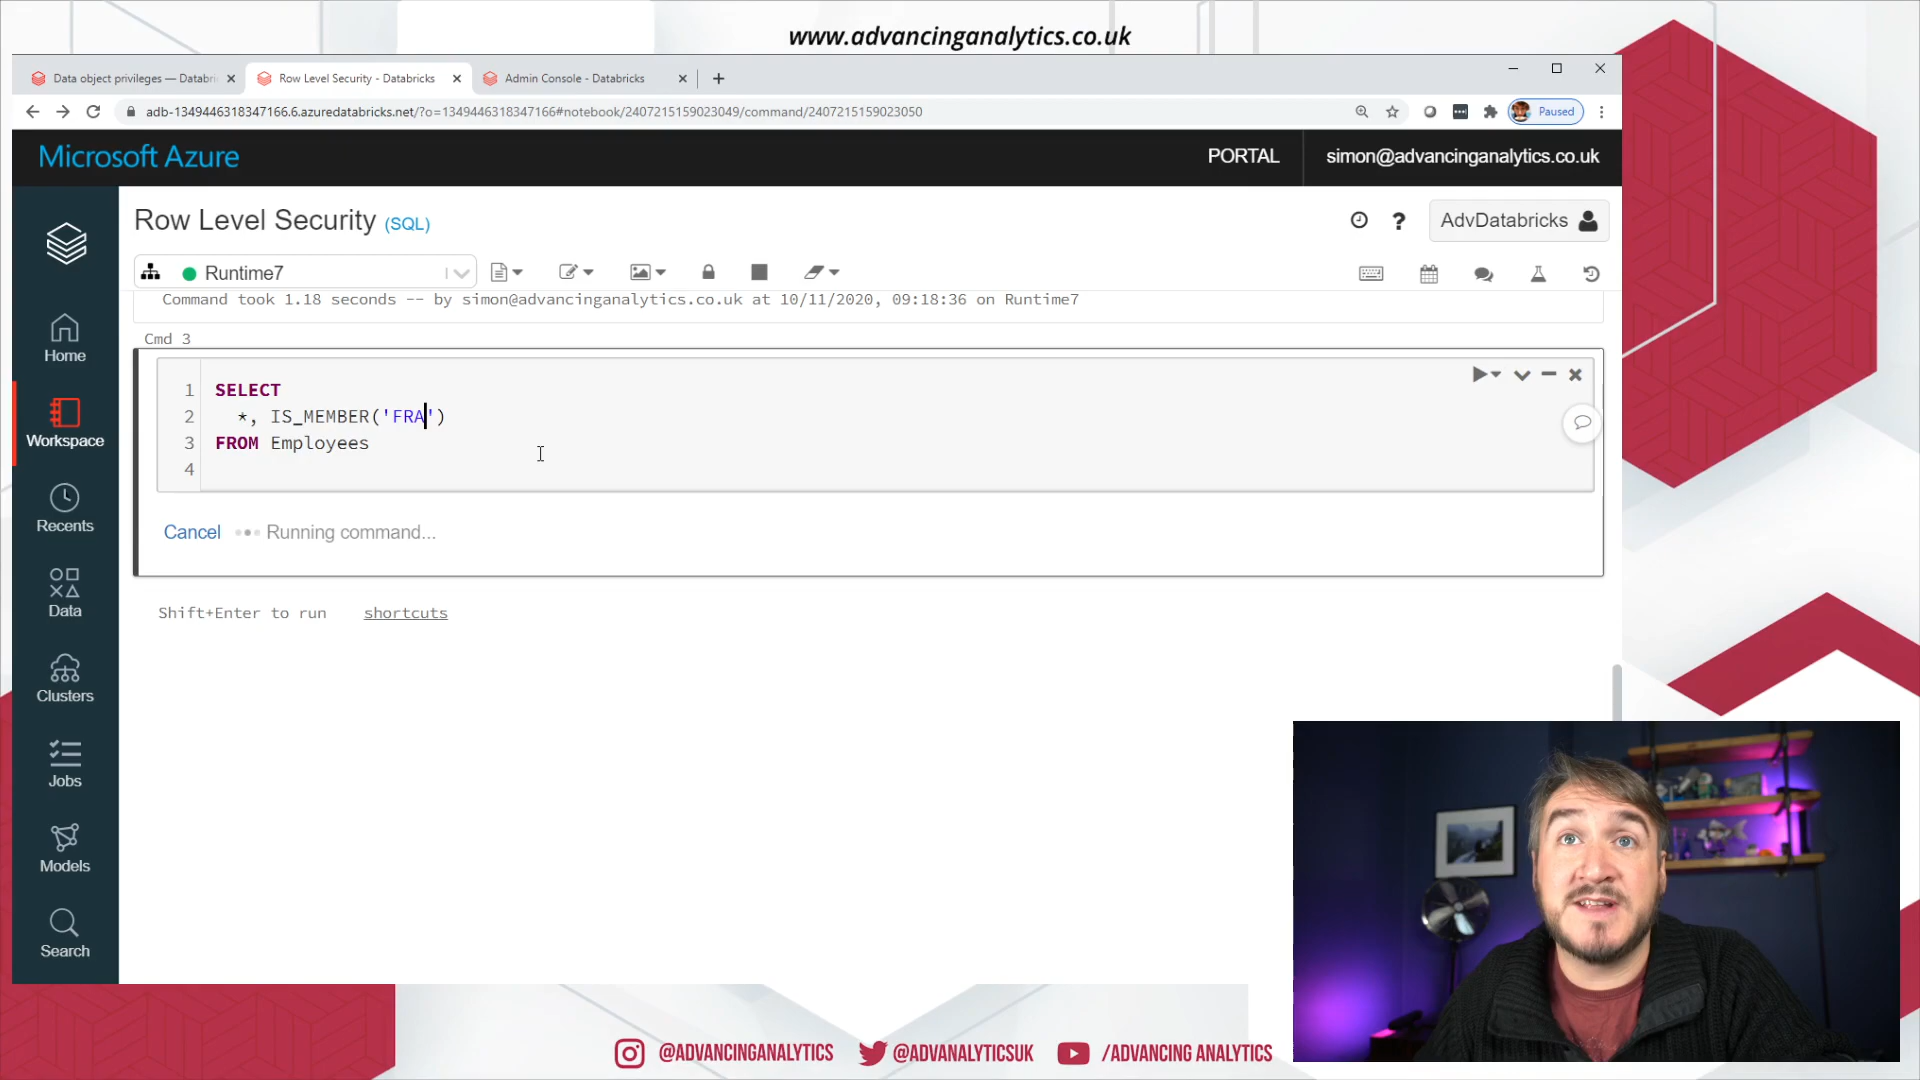 www.advancinganalytics.co.uk
Data object privileges — Databri
Row Level Security - Databricks
Admin Console - Databricks
adb-1349446318347166.6.azuredatabricks.net/?o=1349446318347166#notebook/2407215159023049/command/2407215159023050
Paused
Microsoft Azure
PORTAL
simon@advancinganalytics.co.uk
Row Level Security (SQL)
AdvDatabricks
Runtime7
Command took 1.18 seconds -- by simon@advancinganalytics.co.uk at 10/11/2020, 09:18:36 on Runtime7
Cmd 3
1 SELECT
2 *, IS_MEMBER('FRA')
3 FROM Employees
4
Cancel Running command...
Shift+Enter to run shortcuts
Home
Workspace
Recents
Data
Clusters
Jobs
Models
Search
@ADVANCINGANALYTICS
@ADVANALYTICSUK
/ADVANCING ANALYTICS